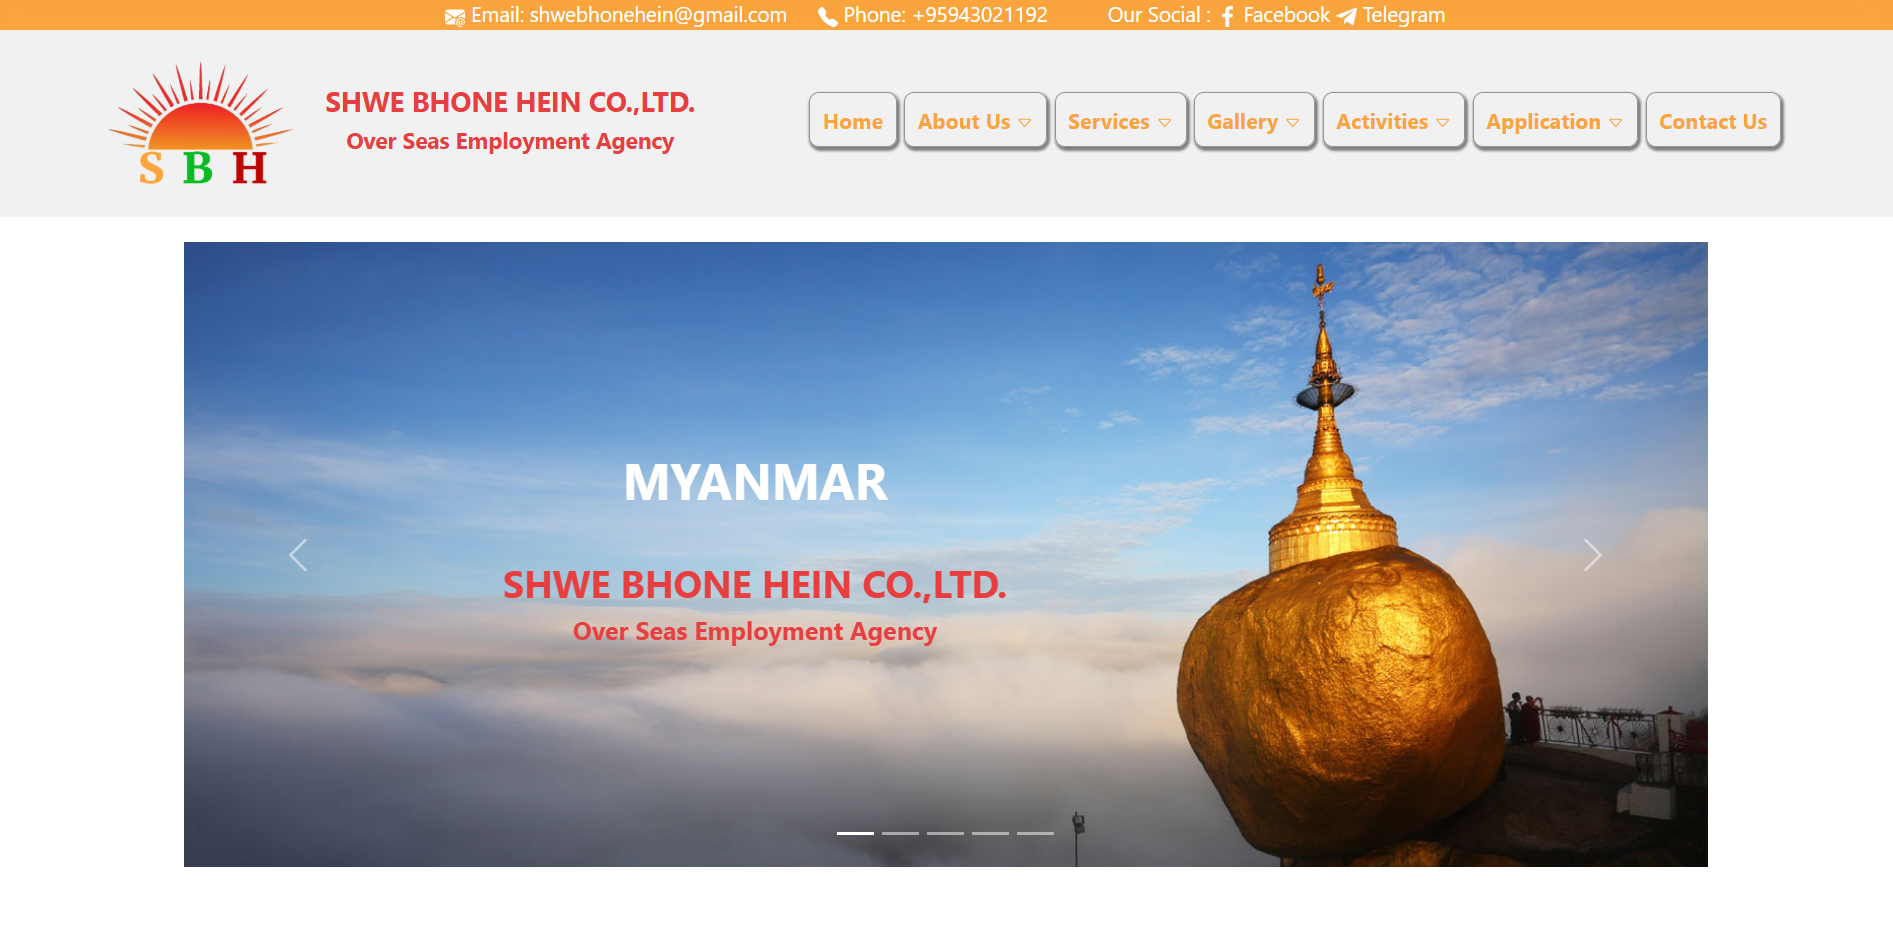 Email: shwebhonehein@gmail.com Phone: +95943021192 Our Social : Facebook Telegram
SHWE BHONE HEIN CO.,LTD.
Over Seas Employment Agency
S B H
Home About Us Services Gallery Activities Application Contact Us
MYANMAR
SHWE BHONE HEIN CO.,LTD.
Over Seas Employment Agency